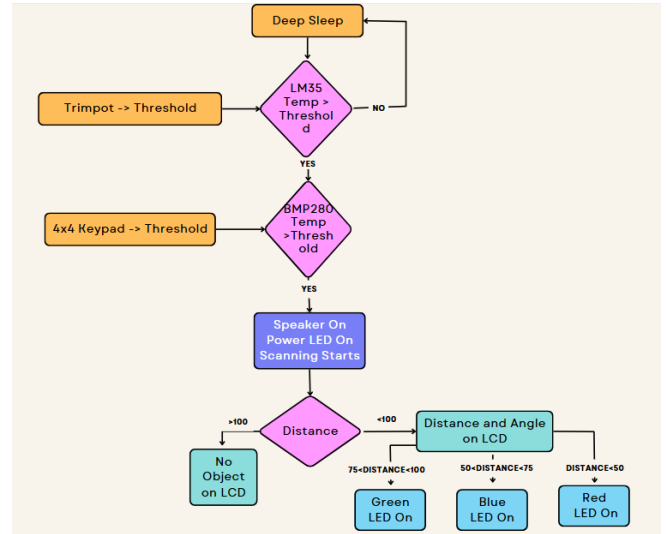 Deep Sleep
LM35
Temp >
Threshol
d
Trimpot -> Threshold
NO
YES
BMP280
Temp
>Thresh
old
4x4 Keypad -> Threshold
YES
Speaker On
Power LED On
Scanning Starts
>100
Distance
<100
Distance and Angle
on LCD
No
Object
on LCD
75<DISTANCE<100
50<DISTANCE<75
DISTANCE<50
Green
LED On
Blue
LED On
Red
LED On